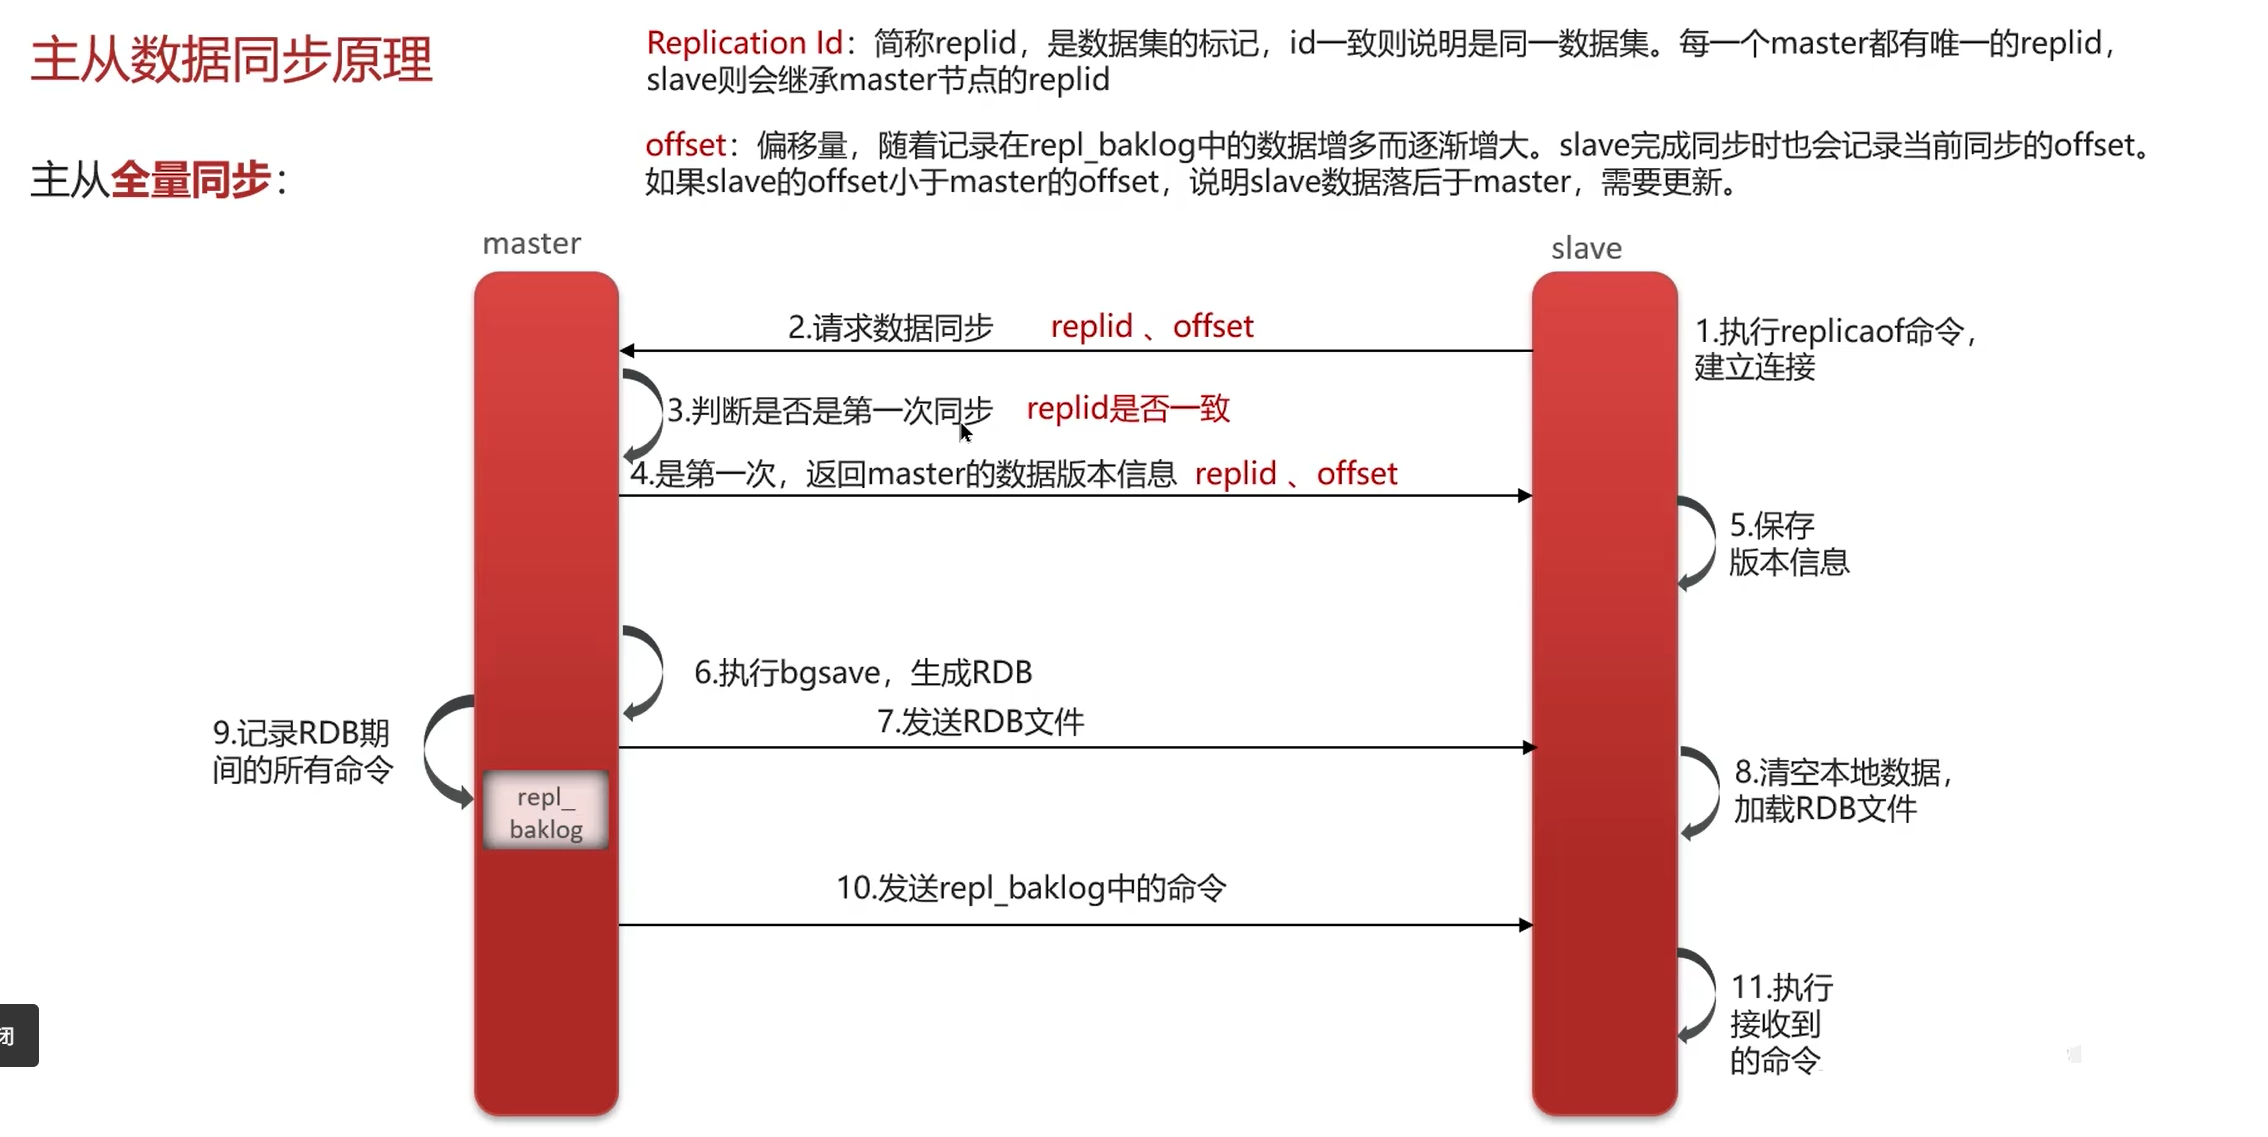 主从数据同步原理
Replication Id：简称replid，是数据集的标记，id一致则说明是同一数据集。每一个master都有唯一的replid，
slave则会继承master节点的replid
offset：偏移量，随着记录在repl_baklog中的数据增多而逐渐增大。slave完成同步时也会记录当前同步的offset。
如果slave的offset小于master的offset，说明slave数据落后于master，需要更新。
主从全量同步：
master
slave
1.执行replicaof命令，
建立连接
2.请求数据同步 replid 、offset
3.判断是否是第一次同步 replid是否一致
4.是第一次，返回master的数据版本信息 replid 、offset
5.保存
版本信息
6.执行bgsave，生成RDB
7.发送RDB文件
8.清空本地数据，
加载RDB文件
9.记录RDB期
间的所有命令
repl_
baklog
10.发送repl_baklog中的命令
11.执行
接收到
的命令
闭